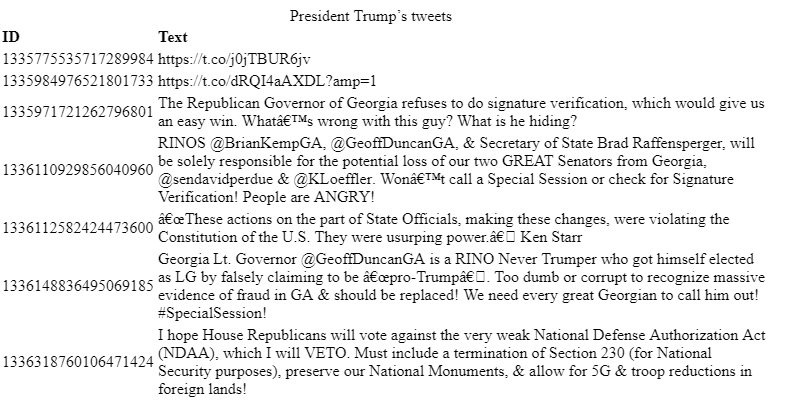 President Trump’s tweets
ID Text
1335775535717289984 https://t.co/j0jTBUR6jv
1335984976521801733 https://t.co/dRQI4aAXDL?amp=1
1335971721262796801 The Republican Governor of Georgia refuses to do signature verification, which would give us
an easy win. Whatâ€™s wrong with this guy? What is he hiding?
1336110929856040960 RINOS @BrianKempGA, @GeoffDuncanGA, & Secretary of State Brad Raffensperger, will
be solely responsible for the potential loss of our two GREAT Senators from Georgia,
@sendavidperdue & @KLoeffler. Wonâ€™t call a Special Session or check for Signature
Verification! People are ANGRY!
1336112582424473600 â€œThese actions on the part of State Officials, making these changes, were violating the
Constitution of the U.S. They were usurping power.â€□ Ken Starr
1336148836495069185 Georgia Lt. Governor @GeoffDuncanGA is a RINO Never Trumper who got himself elected
as LG by falsely claiming to be â€œpro-Trumpâ€□. Too dumb or corrupt to recognize massive
evidence of fraud in GA & should be replaced! We need every great Georgian to call him out!
#SpecialSession!
1336318760106471424 I hope House Republicans will vote against the very weak National Defense Authorization Act
(NDAA), which I will VETO. Must include a termination of Section 230 (for National
Security purposes), preserve our National Monuments, & allow for 5G & troop reductions in
foreign lands!